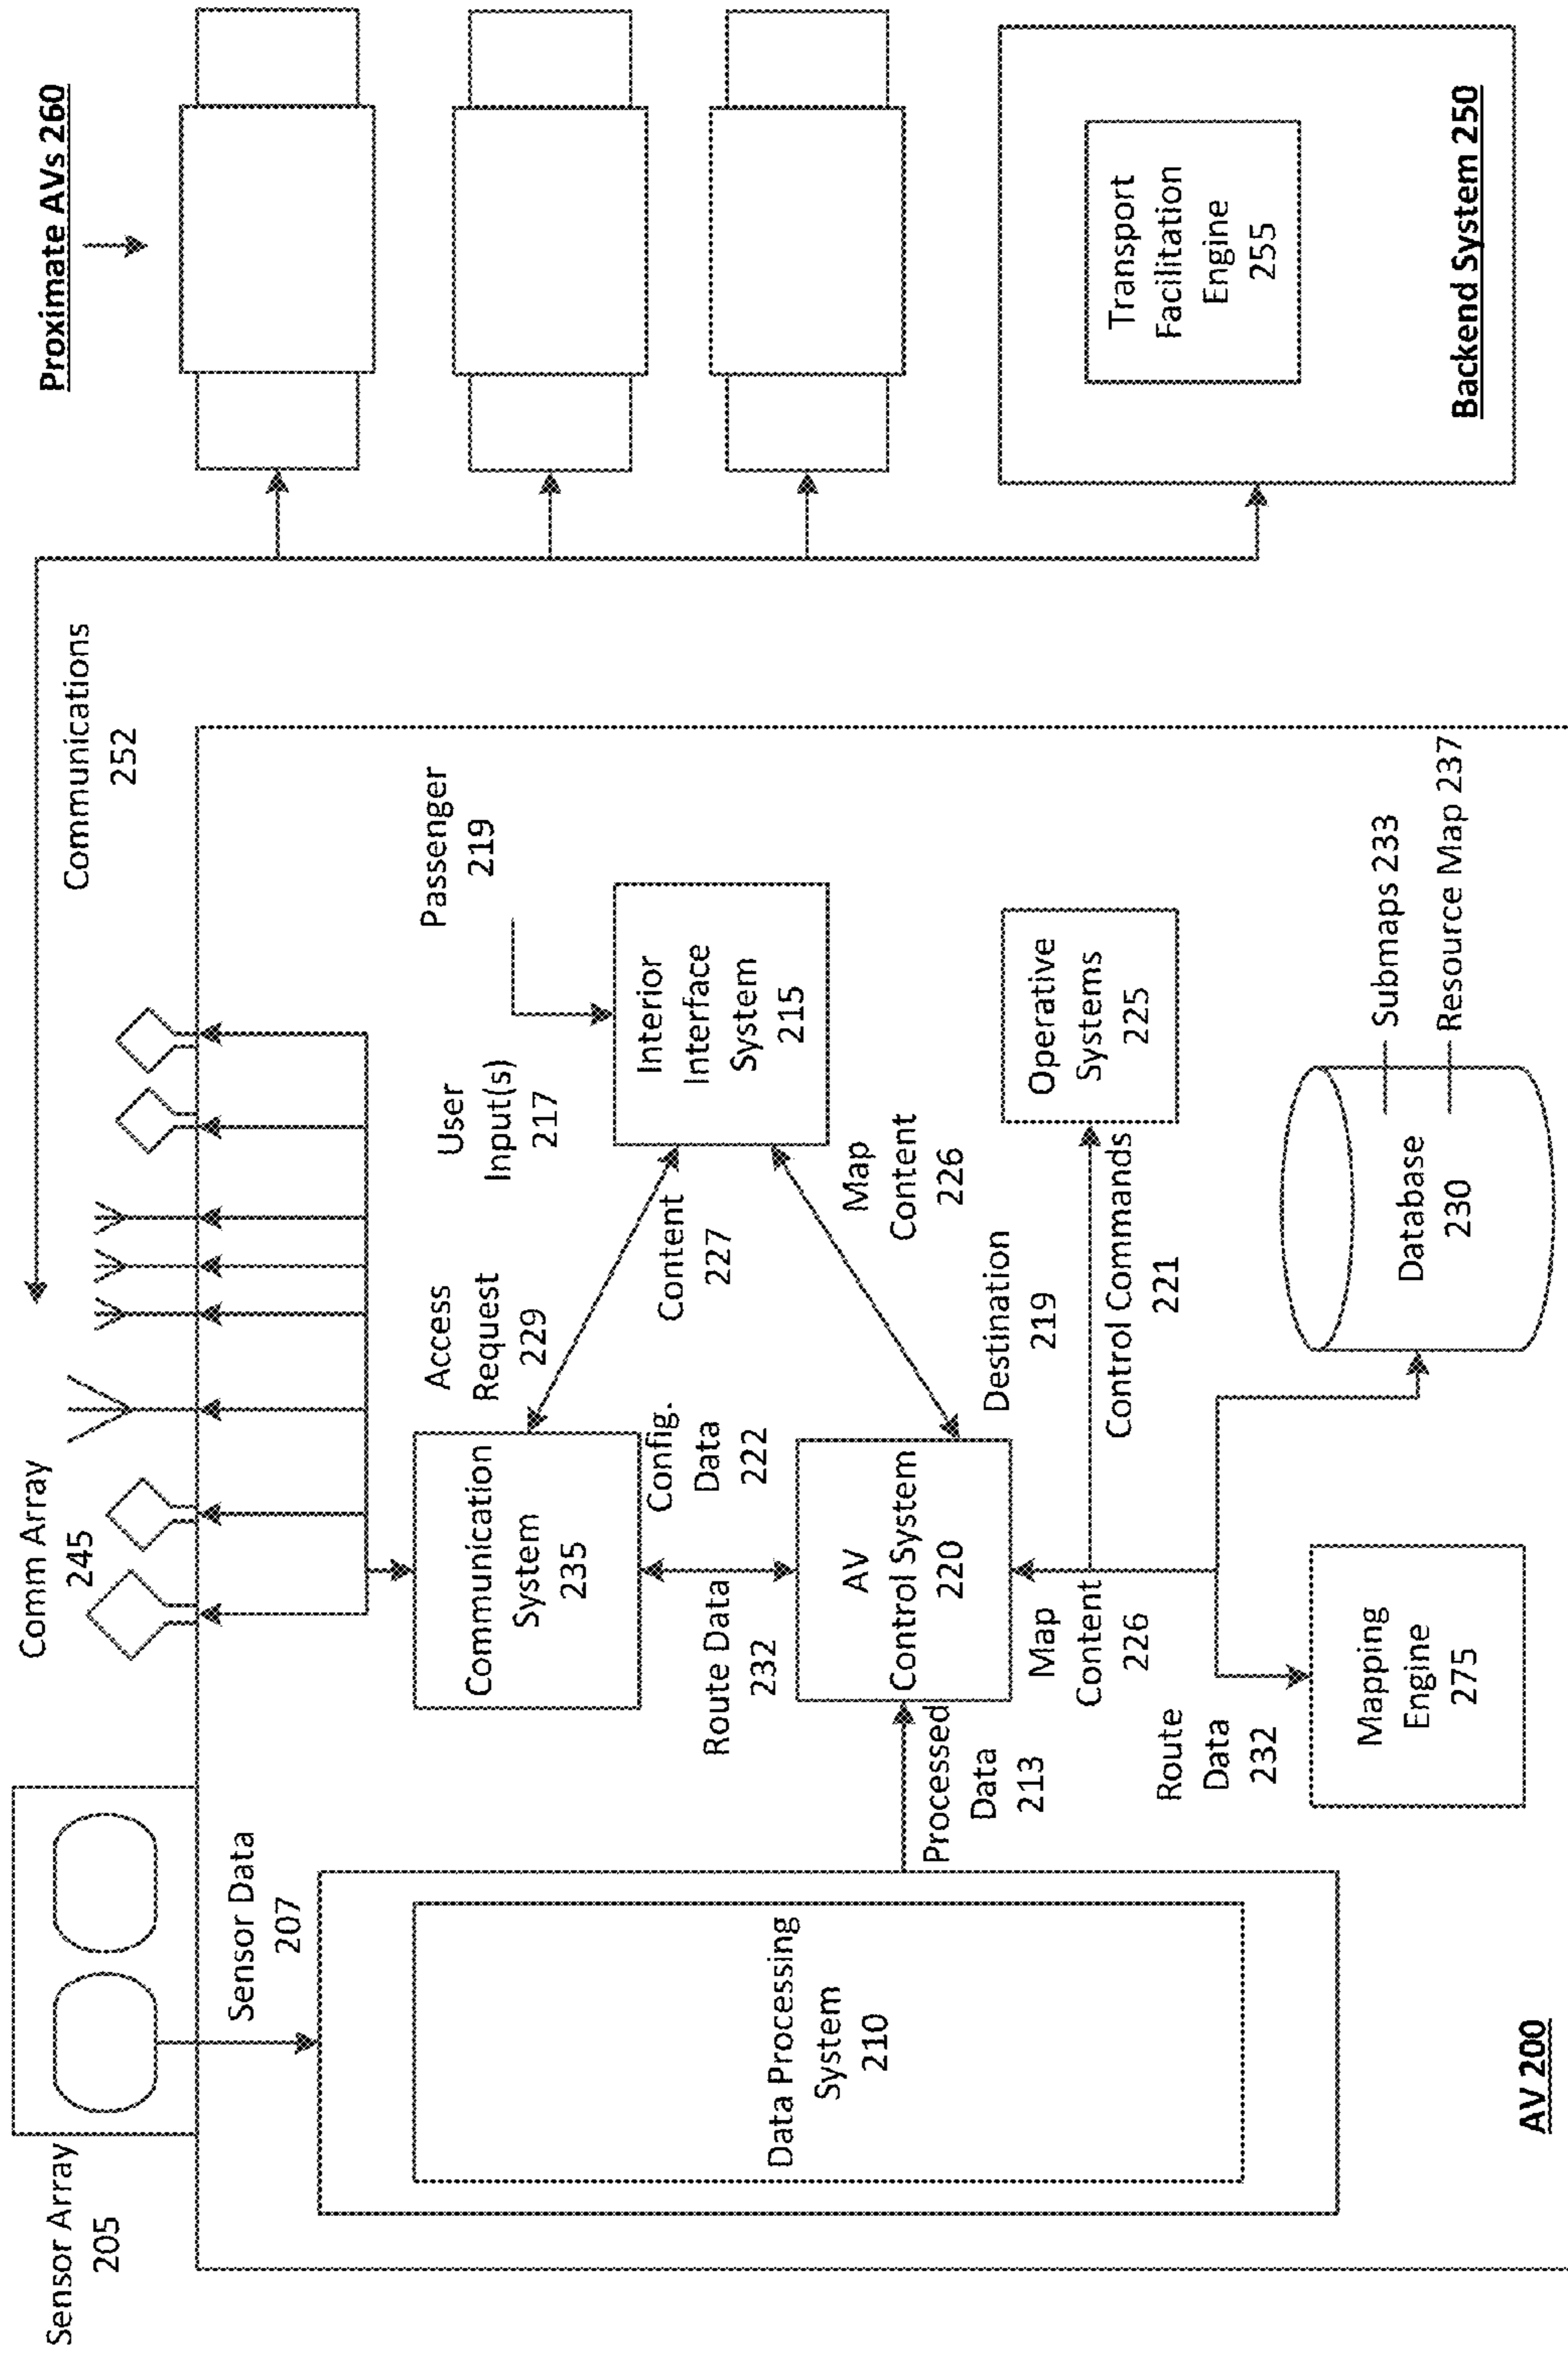 Sensor Array
205
Comm Array
245
Communications
252
Proximate AVs 260
Sensor Data
207
Data Processing
System
210
Processed
Data
213
Communication
System
235
Access
Request
229
Content
227
User
Input(s)
217
Passenger
219
Interior
Interface
System
215
Config.
Data
222
Route Data
232
AV
Control System
220
Map
Content
226
Destination
219
Map
Content
226
Control Commands
221
Operative
Systems
225
Route
Data
232
Mapping
Engine
275
Database
230
Submaps 233
Resource Map 237
Transport
Facilitation
Engine
255
Backend System 250
AV 200